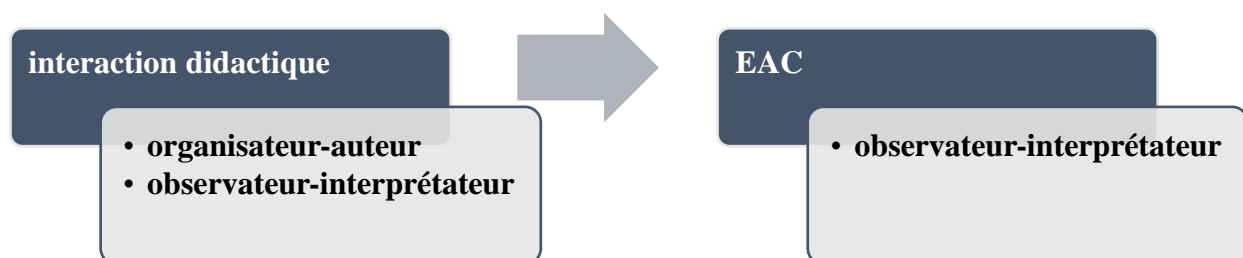 interaction didactique
• organisateur-auteur
• observateur-interprétateur
EAC
• observateur-interprétateur